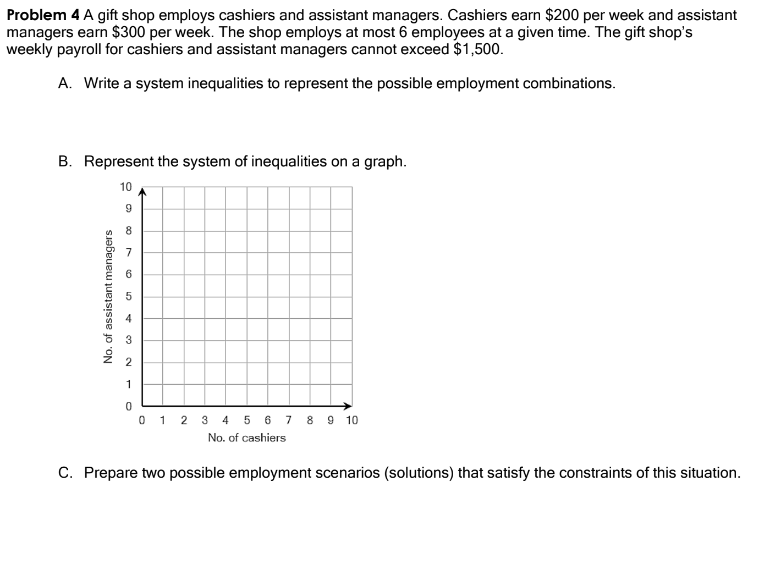 Problem 4 A gift shop employs cashiers and assistant managers. Cashiers earn $200 per week and assistant
managers earn $300 per week. The shop employs at most 6 employees at a given time. The gift shop's
weekly payroll for cashiers and assistant managers cannot exceed $1,500.
A. Write a system inequalities to represent the possible employment combinations.
B. Represent the system of inequalities on a graph.
No. of assistant managers
10
9
8
7
6
5
4
3
2
1
0
0 1 2 3 4 5 6 7 8 9 10
No. of cashiers
C. Prepare two possible employment scenarios (solutions) that satisfy the constraints of this situation.